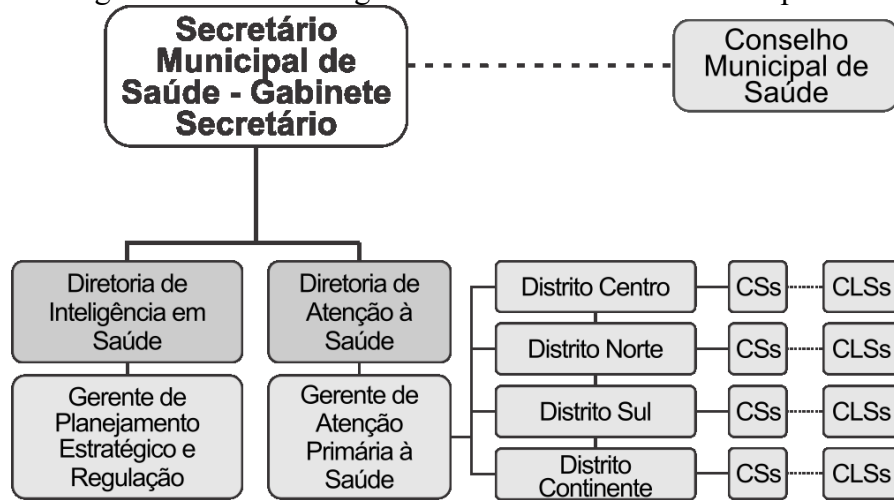 Secretário
Municipal de
Saúde - Gabinete
Secretário
Conselho
Municipal de
Saúde
Diretoria de
Inteligência em
Saúde
Diretoria de
Atenção à
Saúde
Gerente de
Planejamento
Estratégico e
Regulação
Gerente de
Atenção
Primária à
Saúde
Distrito Centro
CSs
CLSs
Distrito Norte
CSs
CLSs
Distrito Sul
CSs
CLSs
Distrito
Continente
CSs
CLSs